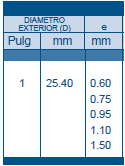 DIAMETRO
EXTERIOR (D) e
Pulg mm mm
1 25.40 0.60
0.75
0.95
1.10
1.50